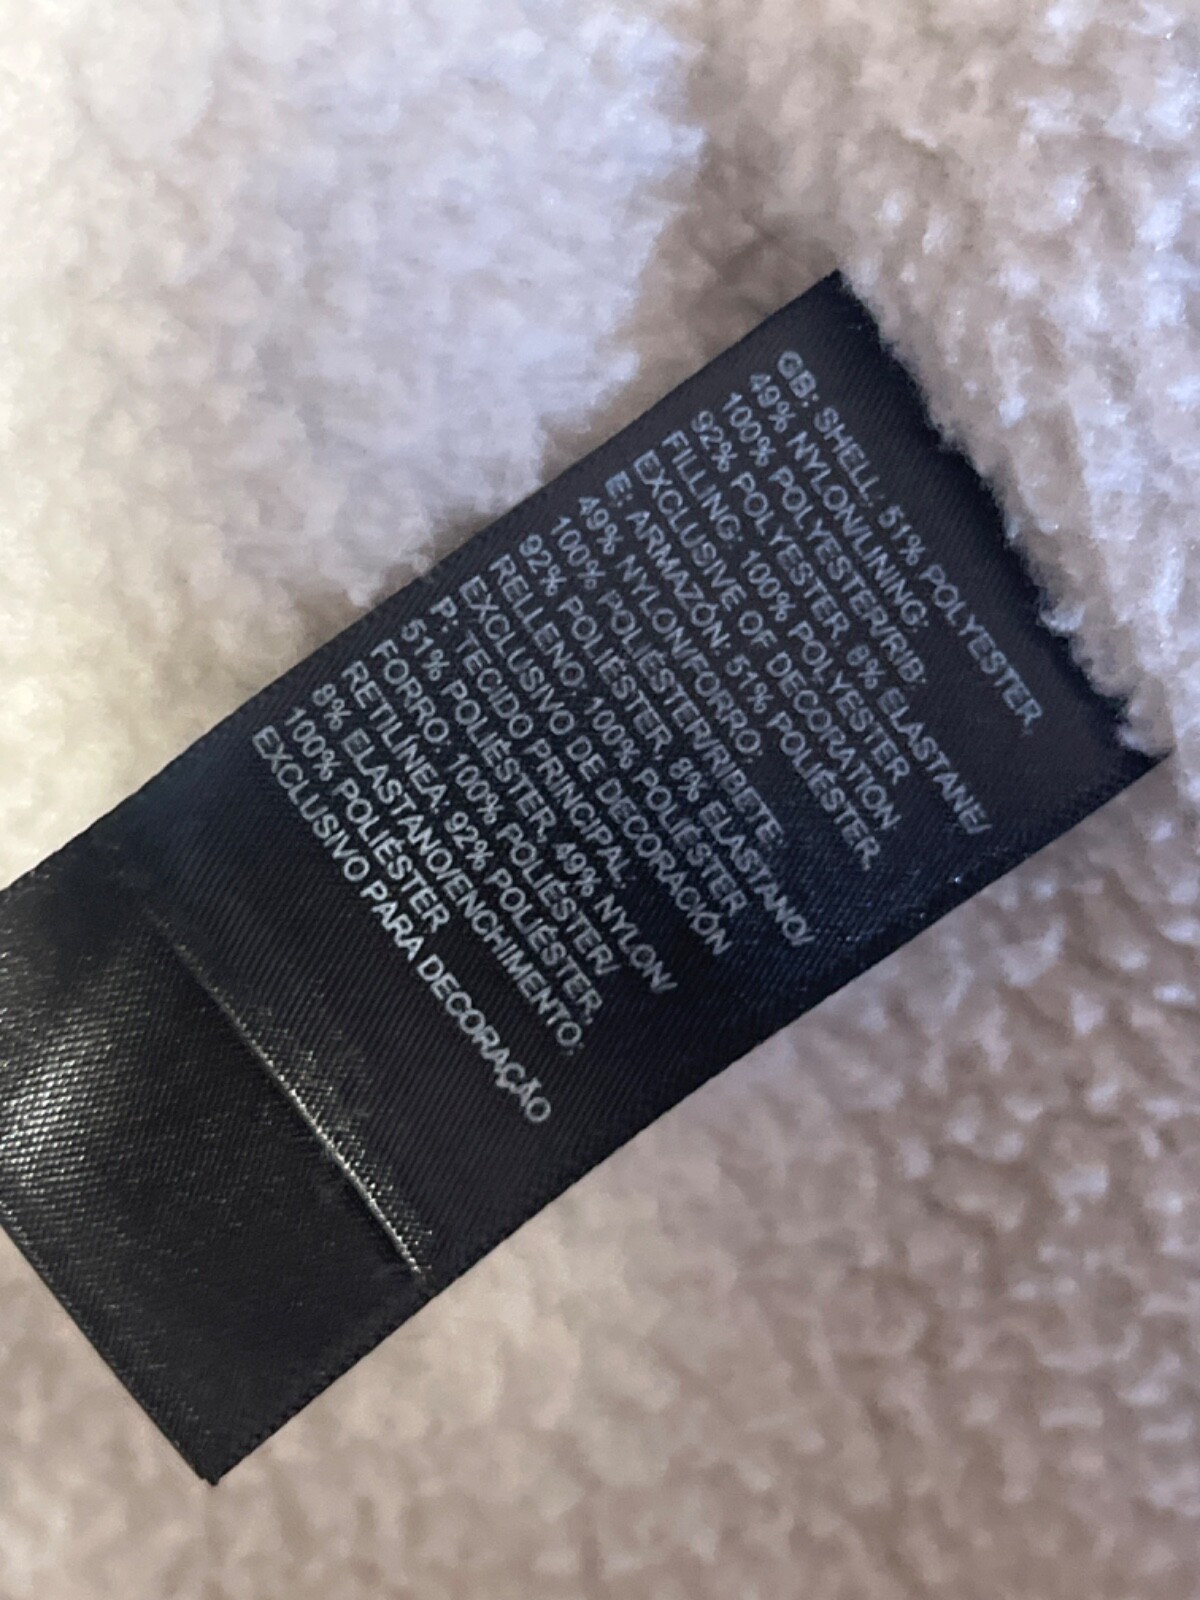 GB: SHELL: 51% POLYESTER,
49% NYLON/LINING:
100% POLYESTER/RIB:
92% POLYESTER, 8% ELASTANE/
FILLING: 100% POLYESTER
EXCLUSIVE OF DECORATION
E: ARMAZÓN: 51% POLIÉSTER,
49% NYLON/FORRO:
100% POLIÉSTER/RIBETE:
92% POLIÉSTER, 8% ELASTANO/
RELLENO: 100% POLIÉSTER
EXCLUSIVO DE DECORACIÓN
P: TECIDO PRINCIPAL:
51% POLIÉSTER, 49% NYLON/
FORRO: 100% POLIÉSTER/
RETILÍNEA: 92% POLIÉSTER,
8% ELASTANO/ENCHIMENTO:
100% POLIÉSTER
EXCLUSIVO PARA DECORAÇÃO